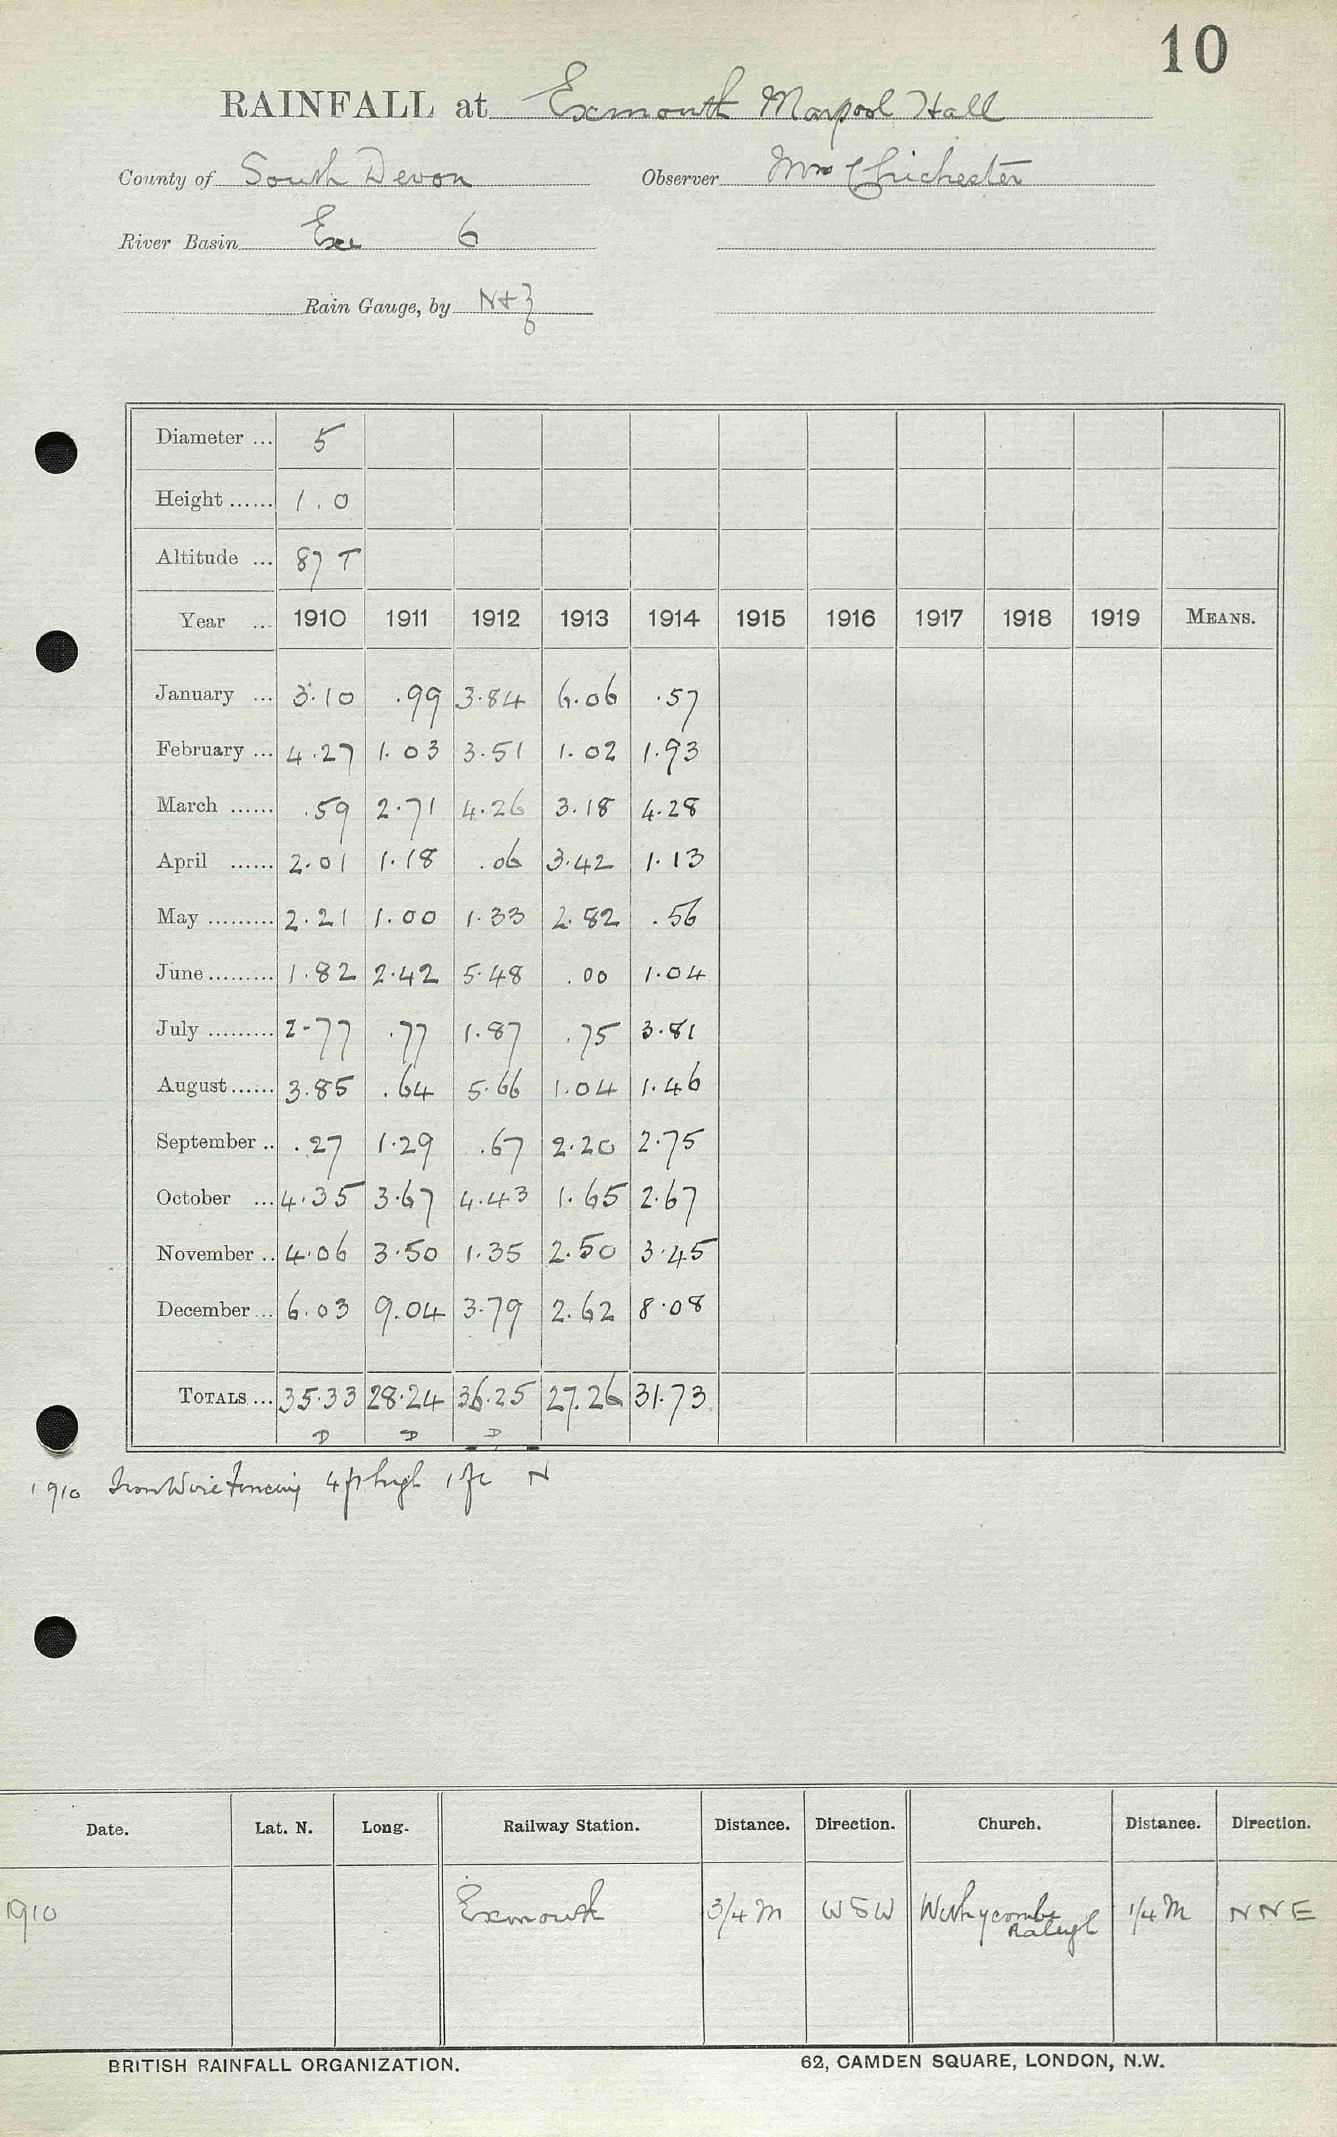 10
RAINFALL at Exmouth Marpool Hall
County of South Devon Observer Mrs Chichester
River Basin Exe 6
Rain Gauge, by N+Z
Diameter ... 5
Height ...... 1.0
Altitude ... 87 T
Year ... 1910 1911 1912 1913 1914 1915 1916 1917 1918 1919 MEANS.
January ... 3.10 .99 3.84 6.06 .57
February ... 4.27 1.03 3.51 1.02 1.93
March ...... .59 2.71 4.26 3.18 4.28
April ...... 2.01 1.18 .06 3.42 1.13
May ......... 2.21 1.00 1.33 2.82 .56
June ......... 1.82 2.42 5.48 .00 1.04
July ......... 2.77 .77 1.87 .75 3.81
August ...... 3.85 .64 5.66 1.04 1.46
September .. .27 1.29 .67 2.20 2.75
October ... 4.35 3.67 4.43 1.65 2.67
November .. 4.06 3.50 1.35 2.50 3.45
December ... 6.03 9.04 3.79 2.62 8.08
TOTALS ... 35.33 28.24 36.25 27.26 31.73
D D D
1910 Iron Wire Fencing 4 ft high 1 ft N
Date. Lat. N. Long. Railway Station. Distance. Direction. Church. Distance. Direction.
1910 Exmouth 3/4 M WSW Withycombe Raleigh 1/4 M NNE
BRITISH RAINFALL ORGANIZATION. 62, CAMDEN SQUARE, LONDON, N.W.